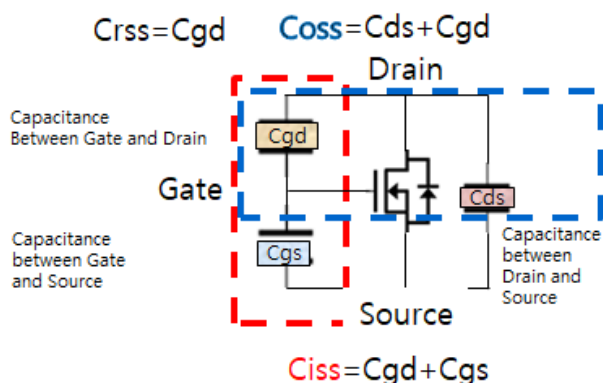 Crss=Cgd
Coss=Cds+Cgd
Drain
Capacitance
Between Gate and Drain
Cgd
Gate
Cds
Capacitance
between Gate
and Source
Cgs
Capacitance
between
Drain and
Source
Source
Ciss=Cgd+Cgs